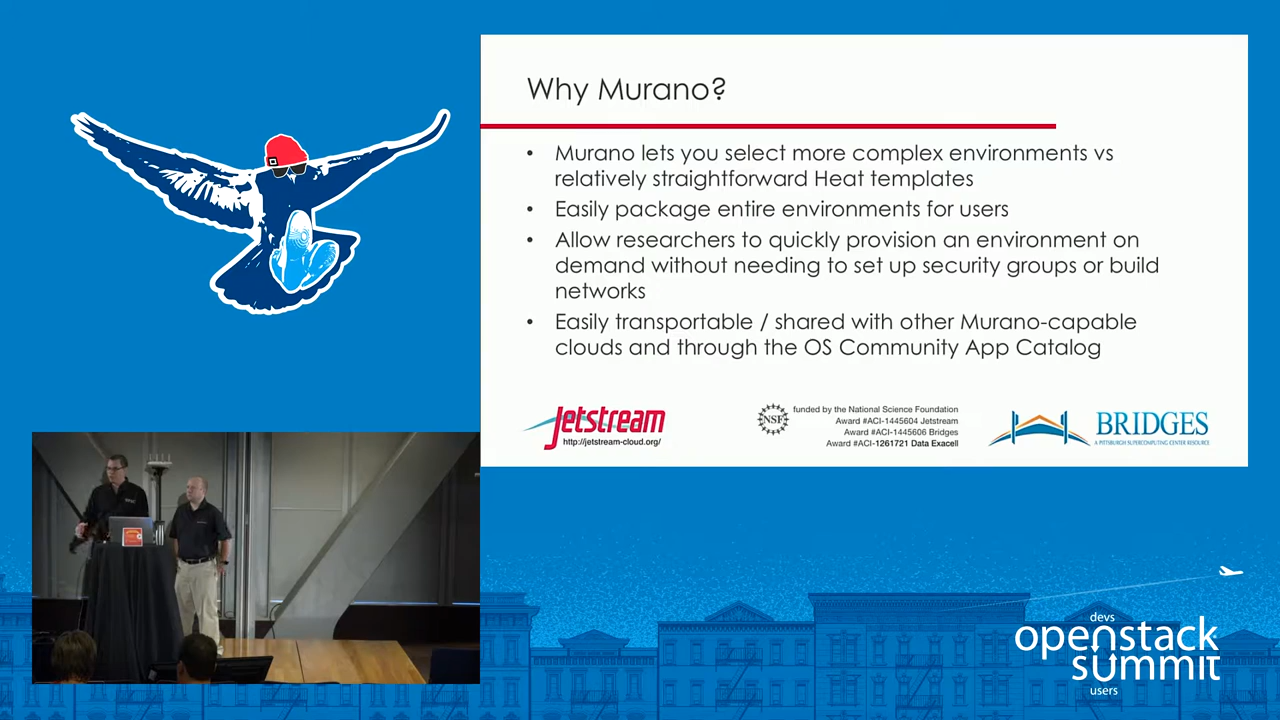 Why Murano?
• Murano lets you select more complex environments vs
relatively straightforward Heat templates
• Easily package entire environments for users
• Allow researchers to quickly provision an environment on
demand without needing to set up security groups or build
networks
• Easily transportable / shared with other Murano-capable
clouds and through the OS Community App Catalog
Jetstream
http://jetstream-cloud.org/
NSF
funded by the National Science Foundation
Award #ACI-1445604 Jetstream
Award #ACI-1445606 Bridges
Award #ACI-1261721 Data Exacell
BRIDGES
A PITTSBURGH SUPERCOMPUTING CENTER RESOURCE
devs
openstack
summit
users